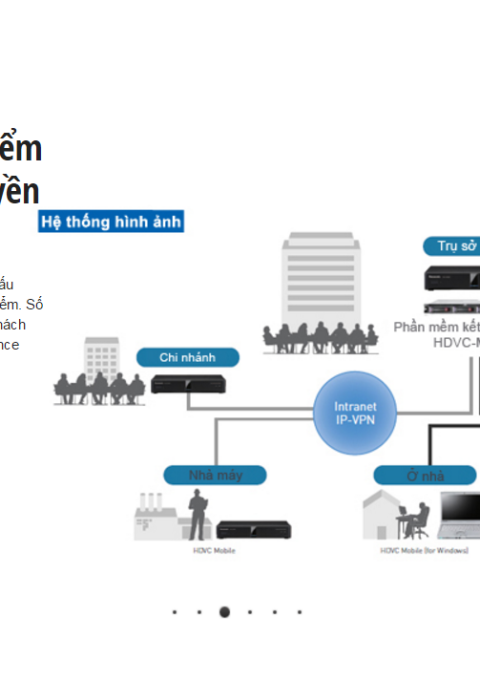 ểm
yền
Hệ thống hình ảnh
ấu
ểm. Số
hách
nce
Trụ sở
Phần mềm kết
HDVC-M
Chi nhánh
Intranet
IP-VPN
Nhà máy
Ở nhà
HDVC Mobile
HDVC Mobile (for Windows)